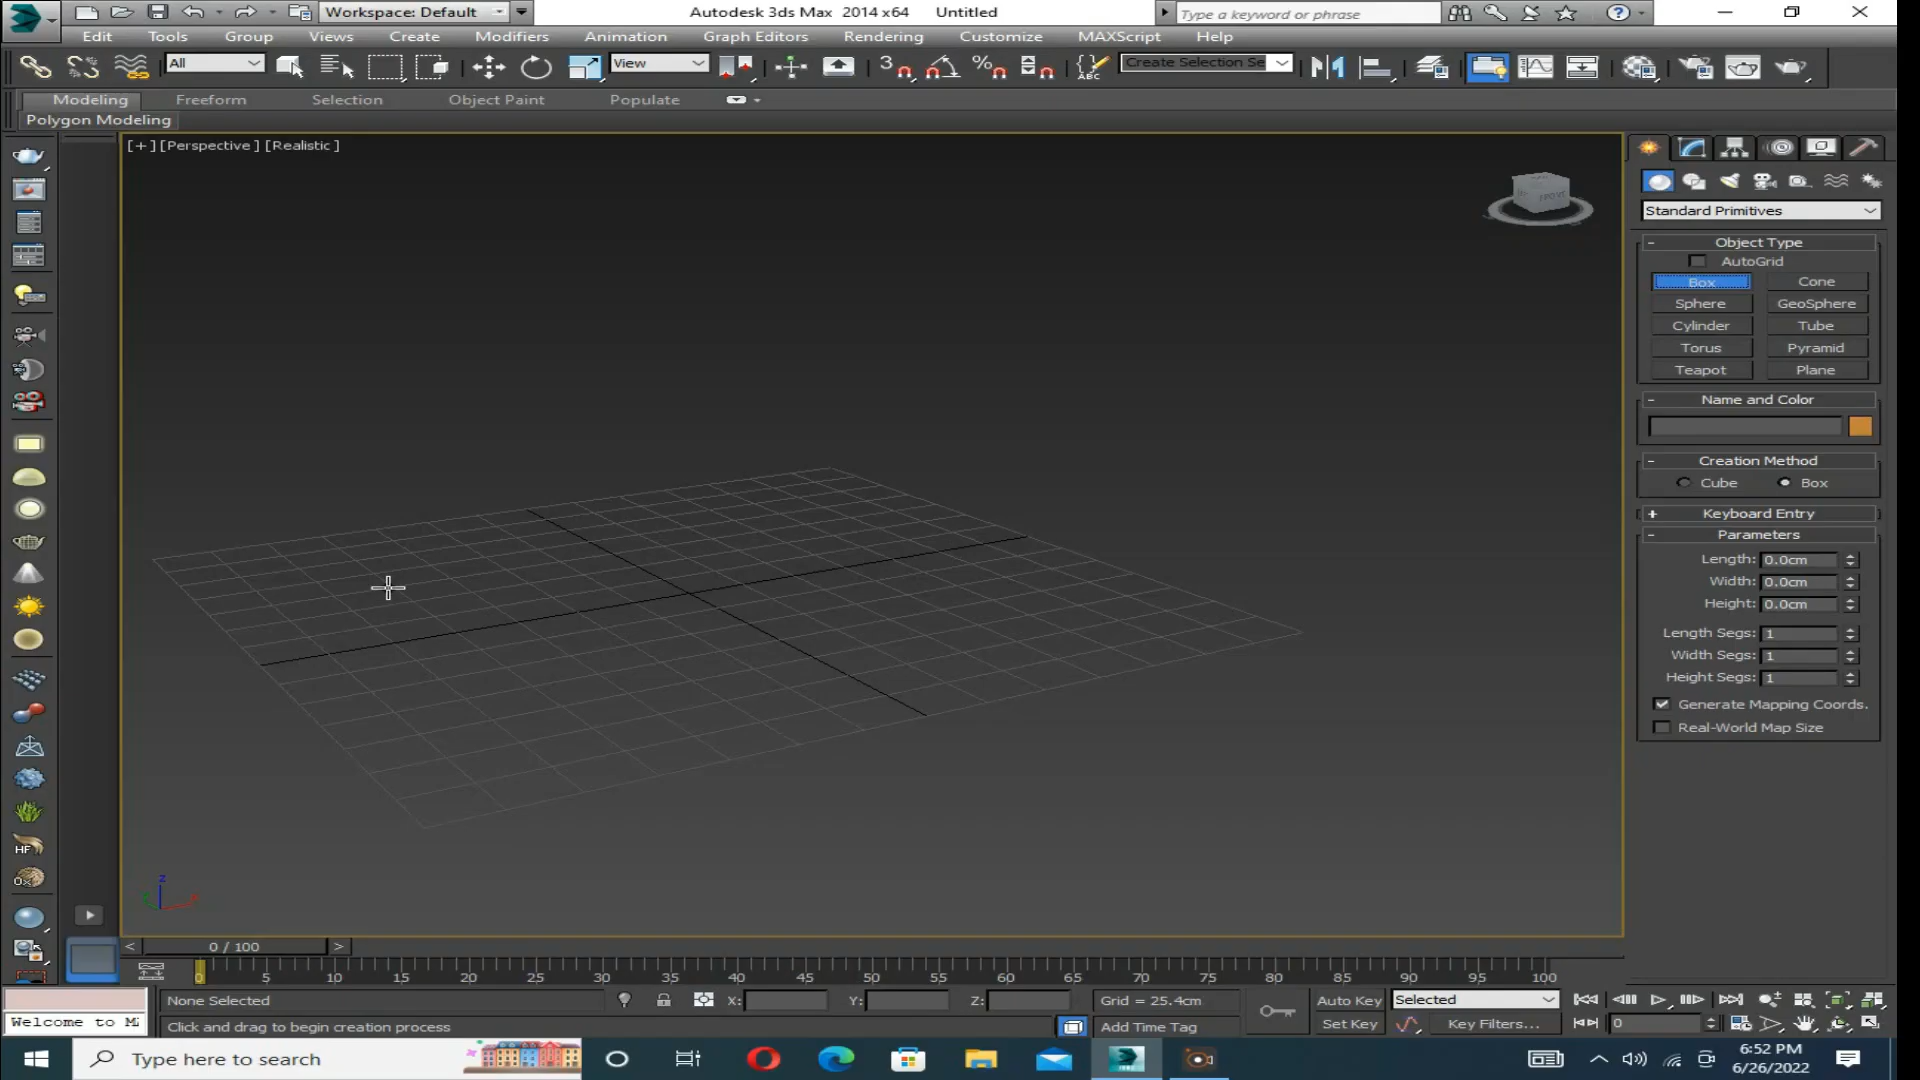 Workspace: Default
Autodesk 3ds Max 2014 x64 Untitled
Type a keyword or phrase
Edit Tools Group Views Create Modifiers Animation Graph Editors Rendering Customize MAXScript Help
All
View
3
ABC
Create Selection Se
Modeling Freeform Selection Object Paint Populate
Polygon Modeling
[+] [Perspective] [Realistic]
Standard Primitives
Object Type
AutoGrid
Box Cone
Sphere GeoSphere
Cylinder Tube
Torus Pyramid
Teapot Plane
Name and Color
Creation Method
Cube Box
Keyboard Entry
Parameters
Length: 0.0cm
Width: 0.0cm
Height: 0.0cm
Length Segs: 1
Width Segs: 1
Height Segs: 1
Generate Mapping Coords.
Real-World Map Size
HF
Ox
z
0 / 100
0 5 10 15 20 25 30 35 40 45 50 55 60 65 70 75 80 85 90 95 100
None Selected
X: Y: Z:
Grid = 25.4cm
Auto Key
Selected
Welcome to M
Click and drag to begin creation process
Add Time Tag
Set Key
Key Filters...
0
Type here to search
6:52 PM
6/26/2022